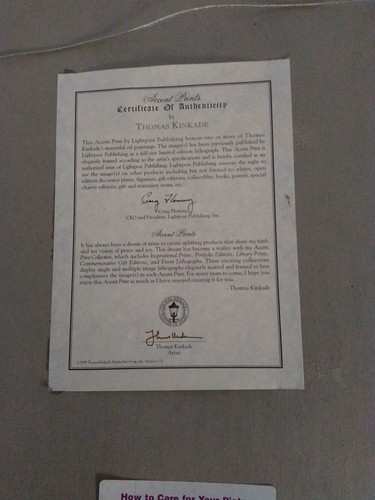 Accent Prints
Certificate Of Authenticity
by
THOMAS KINKADE
This Accent Print by Lightpost Publishing honors one or more of Thomas
Kinkade's successful oil paintings. The image(s) has been previously published by
Lightpost Publishing as a full-size limited edition lithograph. This Accent Print is
elegantly framed according to the artist's specifications and is hereby certified as an
authorized issue of Lightpost Publishing. Lightpost Publishing reserves the right to
use the image(s) on other products including but not limited to: plates, open
edition decorator prints, figurines, gift editions, collectibles, books, posters, special
charity editions, gift and stationery items, etc.
Craig Fleming
Craig Fleming
CEO and President, Lightpost Publishing, Inc.
Accent Prints
It has always been a dream of mine to create uplifting products that share my faith
and my vision of peace and joy. This dream has become a reality with my Accent
Print Collection, which includes Inspirational Prints, Portfolio Editions, Library Prints,
Commemorative Gift Editions, and Event Lithographs. These exciting collections
display single and multiple image lithographs elegantly matted and framed to best
complement the image(s) in each Accent Print. For many years to come, I hope you
enjoy this Accent Print as much as I have enjoyed creating it for you.
- Thomas Kinkade
Thomas Kinkade
Artist
How to Care for Your